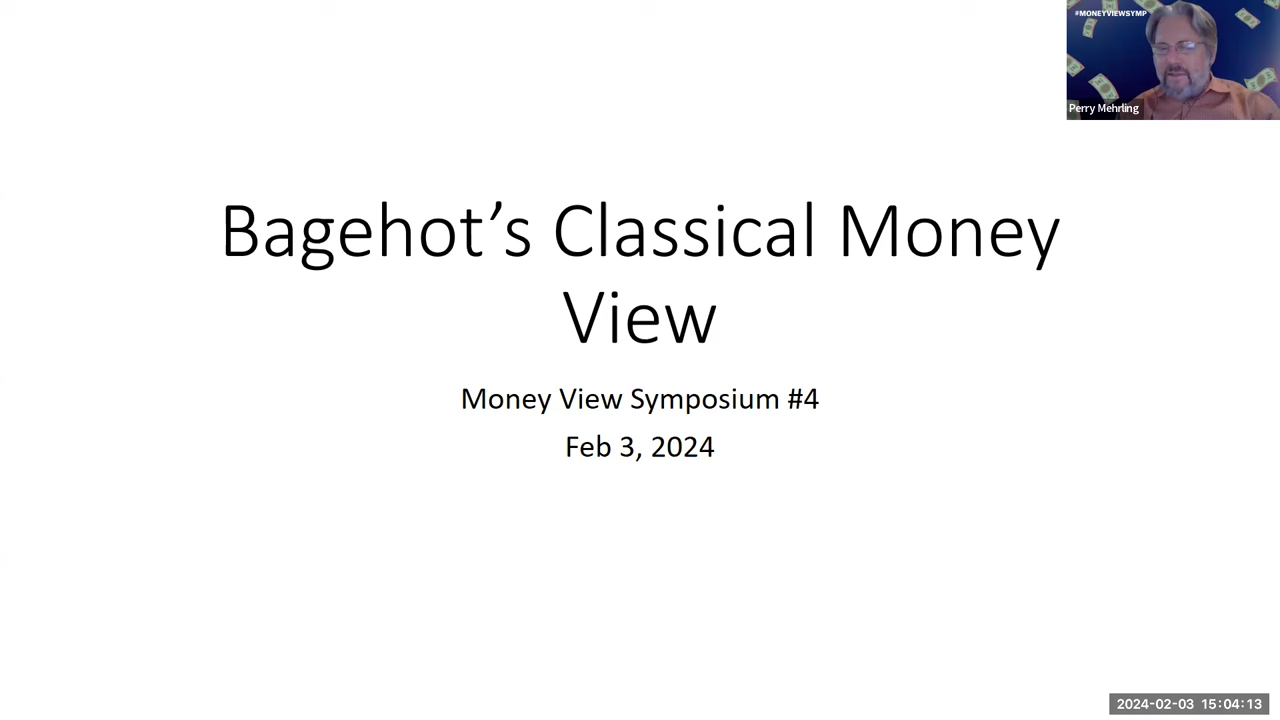 #MONEYVIEWSYMP
Perry Mehrling
Bagehot’s Classical Money
View
Money View Symposium #4
Feb 3, 2024
2024-02-03 15:04:13